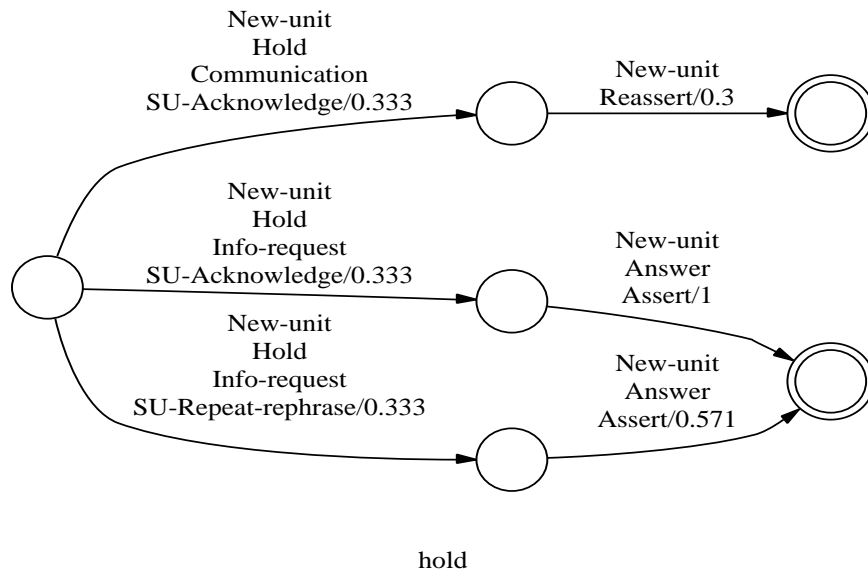 New-unit
Hold
Communication
SU-Acknowledge/0.333
New-unit
Reassert/0.3
New-unit
Hold
Info-request
SU-Acknowledge/0.333
New-unit
Answer
Assert/1
New-unit
Hold
Info-request
SU-Repeat-rephrase/0.333
New-unit
Answer
Assert/0.571
hold